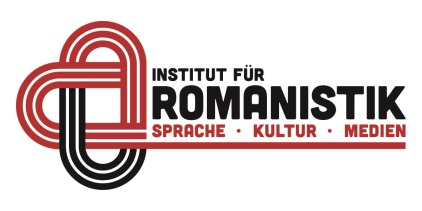 INSTITUT FÜR
ROMANISTIK
SPRACHE · KULTUR · MEDIEN